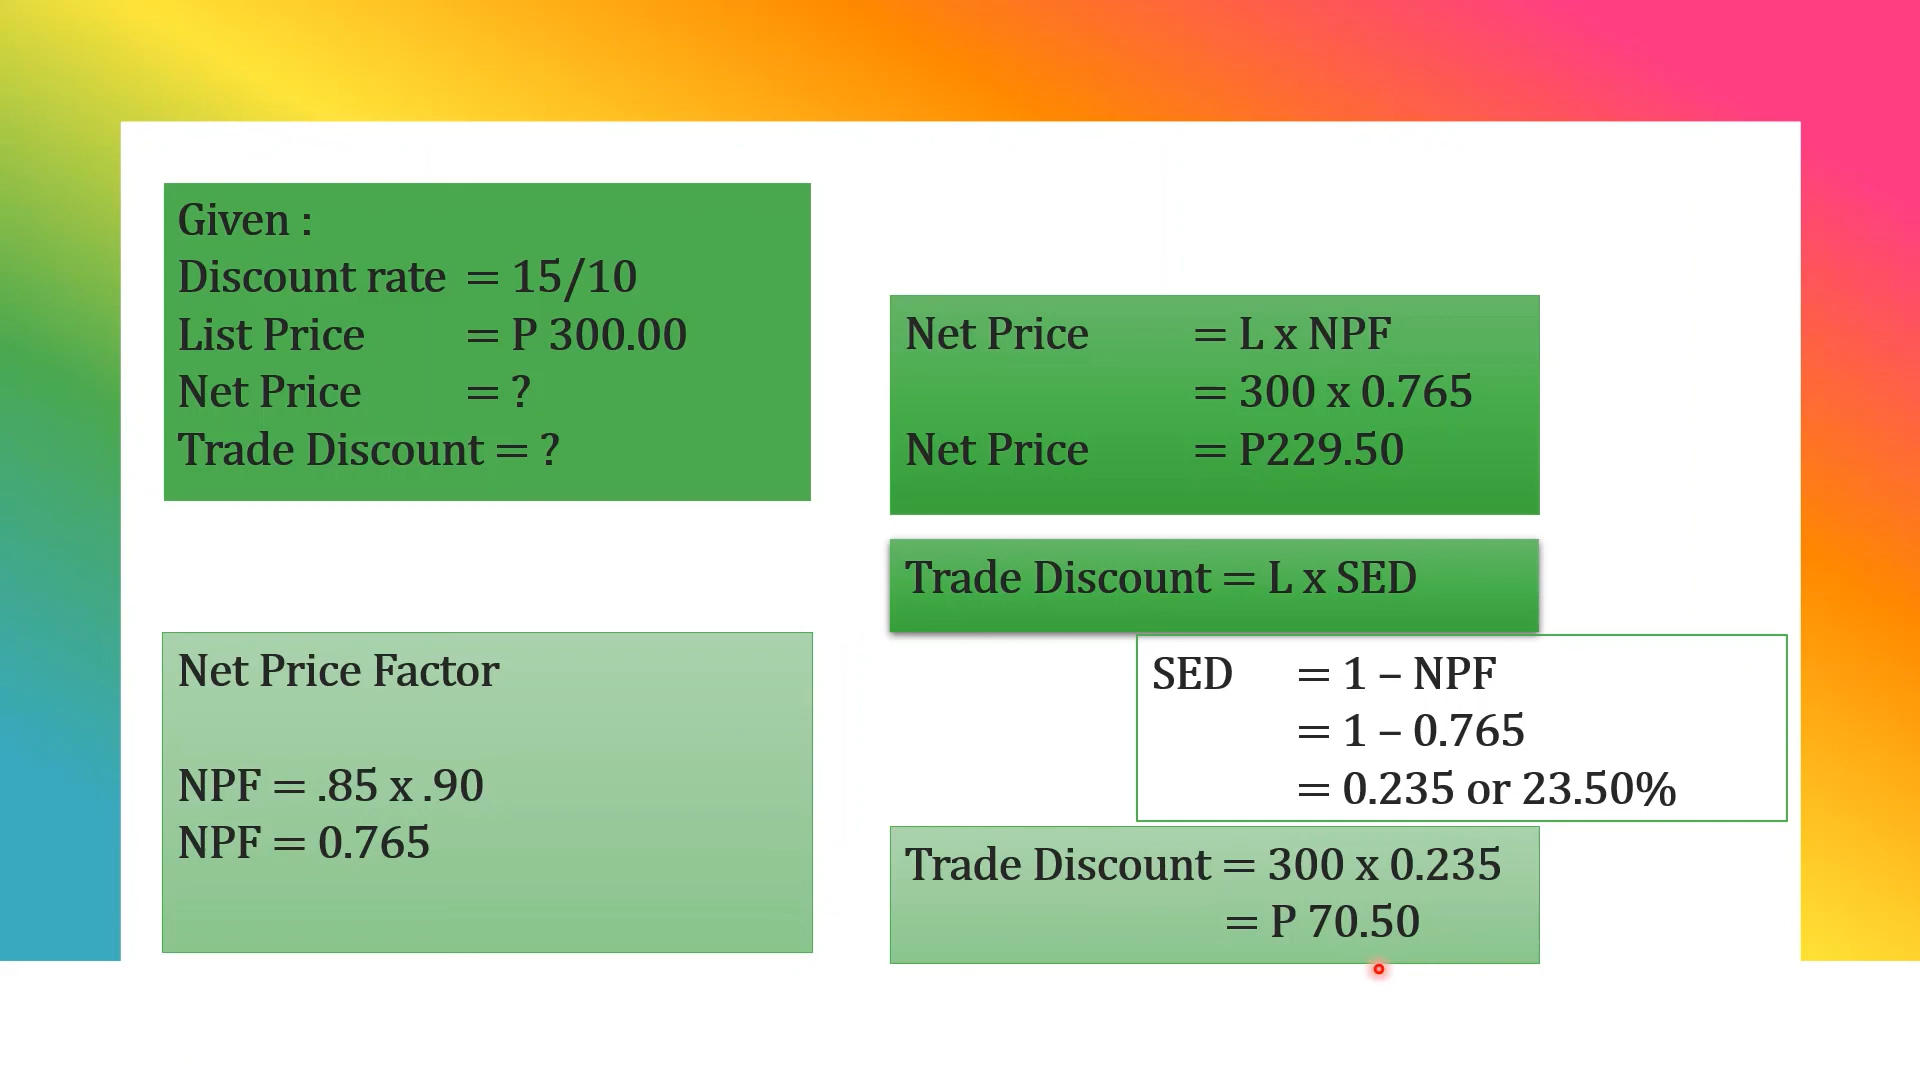 Given :
Discount rate = 15/10
List Price = P 300.00
Net Price = ?
Trade Discount = ?
Net Price Factor
NPF = .85 x .90
NPF = 0.765
Net Price = L x NPF
= 300 x 0.765
Net Price = P229.50
Trade Discount = L x SED
SED = 1 – NPF
= 1 – 0.765
= 0.235 or 23.50%
Trade Discount = 300 x 0.235
= P 70.50